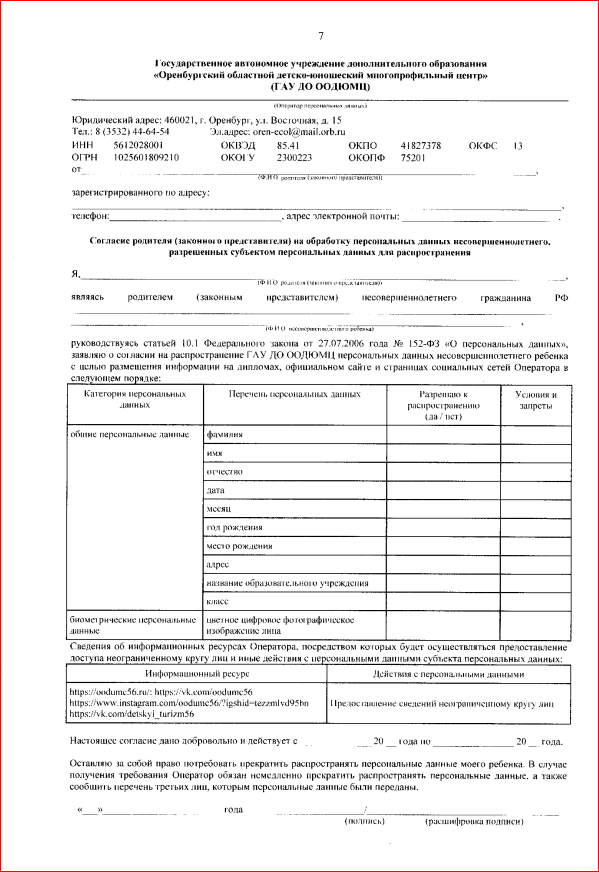 7
Государственное автономное учреждение дополнительного образования
«Оренбургский областной детско-юношеский многопрофильный центр»
(ГАУ ДО ООДЮМЦ)
(Оператор персональных данных)
Юридический адрес: 460021, г. Оренбург, ул. Восточная, д. 15
Тел.: 8 (3532) 44-64-54 Эл.адрес: oren-ecol@mail.orb.ru
ИНН 5612028001 ОКВЭД 85.41 ОКПО 41827378 ОКФС 13
ОГРН 1025601809210 ОКОГУ 2300223 ОКОПФ 75201
от
(Ф.И.О. родителя (законного представителя))
зарегистрированного по адресу:
телефон: , адрес электронной почты:
Согласие родителя (законного представителя) на обработку персональных данных несовершеннолетнего,
разрешенных субъектом персональных данных для распространения
Я,
(Ф.И.О. родителя (законного представителя))
являясь родителем (законным представителем) несовершеннолетнего гражданина РФ
(Ф.И.О. несовершеннолетнего ребенка)
руководствуясь статьей 10.1 Федерального закона от 27.07.2006 года № 152-ФЗ «О персональных данных»,
заявляю о согласии на распространение ГАУ ДО ООДЮМЦ персональных данных несовершеннолетнего ребенка
с целью размещения информации на дипломах, официальном сайте и страницах социальных сетей Оператора в
следующем порядке:
Категория персональных данных
Перечень персональных данных
Разрешаю к распространению (да / нет)
Условия и запреты
общие персональные данные
фамилия
имя
отчество
дата
месяц
год рождения
место рождения
адрес
название образовательного учреждения
класс
биометрические персональные данные
цветное цифровое фотографическое изображение лица
Сведения об информационных ресурсах Оператора, посредством которых будет осуществляться предоставление
доступа неограниченному кругу лиц и иные действия с персональными данными субъекта персональных данных:
Информационный ресурс
Действия с персональными данными
https://oodumc56.ru/: https://vk.com/oodumc56
https://www.instagram.com/oodumc56/?igshid=tezzmlvd95bn
https://vk.com/detskyi_turizm56
Предоставление сведений неограниченному кругу лиц
Настоящее согласие дано добровольно и действует с 20 года по 20 года.
Оставляю за собой право потребовать прекратить распространять персональные данные моего ребенка. В случае
получения требования Оператор обязан немедленно прекратить распространять персональные данные, а также
сообщить перечень третьих лиц, которым персональные данные были переданы.
«___» года /
(подпись) (расшифровка подписи)